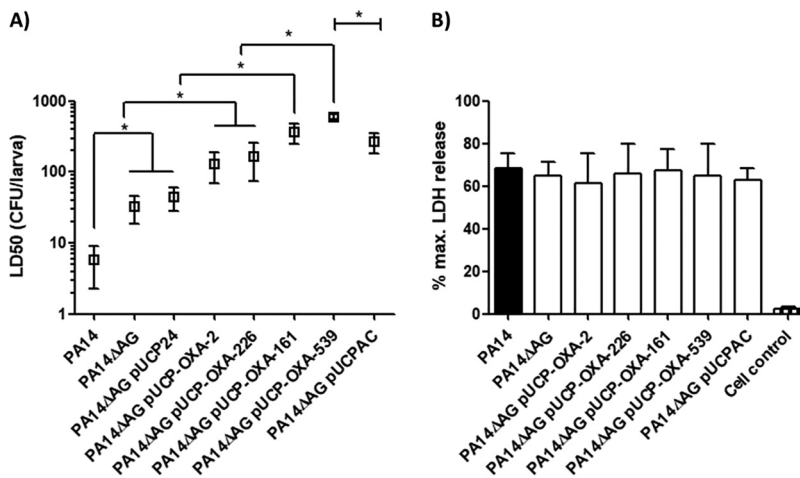 A)
*
*
*
*
*
LD50 (CFU/larva)
1000
100
10
1
PA14
PA14ΔAG
PA14ΔAG pUCP24
PA14ΔAG pUCP-OXA-2
PA14ΔAG pUCP-OXA-226
PA14ΔAG pUCP-OXA-161
PA14ΔAG pUCP-OXA-539
PA14ΔAG pUCPAC
B)
% max. LDH release
100
80
60
40
20
0
PA14
PA14ΔAG
PA14ΔAG pUCP-OXA-2
PA14ΔAG pUCP-OXA-226
PA14ΔAG pUCP-OXA-161
PA14ΔAG pUCP-OXA-539
PA14ΔAG pUCPAC
Cell control